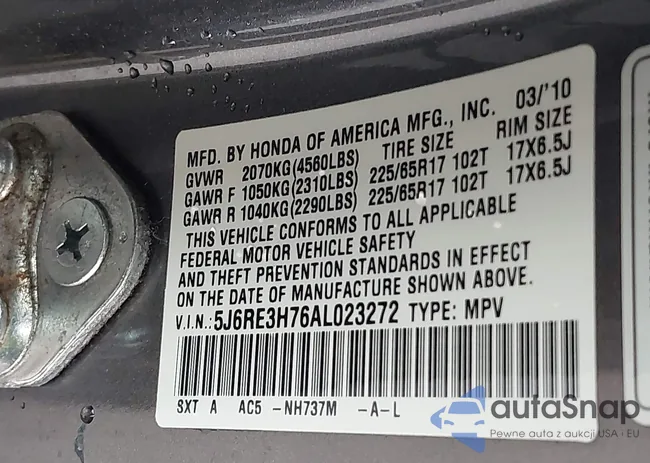 MFD. BY HONDA OF AMERICA MFG., INC. 03/'10
GVWR 2070KG(4560LBS) TIRE SIZE RIM SIZE
GAWR F 1050KG(2310LBS) 225/65R17 102T 17X6.5J
GAWR R 1040KG(2290LBS) 225/65R17 102T 17X6.5J
THIS VEHICLE CONFORMS TO ALL APPLICABLE
FEDERAL MOTOR VEHICLE SAFETY
AND THEFT PREVENTION STANDARDS IN EFFECT
ON THE DATE OF MANUFACTURE SHOWN ABOVE.
V.I.N.: 5J6RE3H76AL023272 TYPE: MPV
SXT A AC5 -NH737M -A-L
autaSnap
Pewne auta z aukcji USA i EU